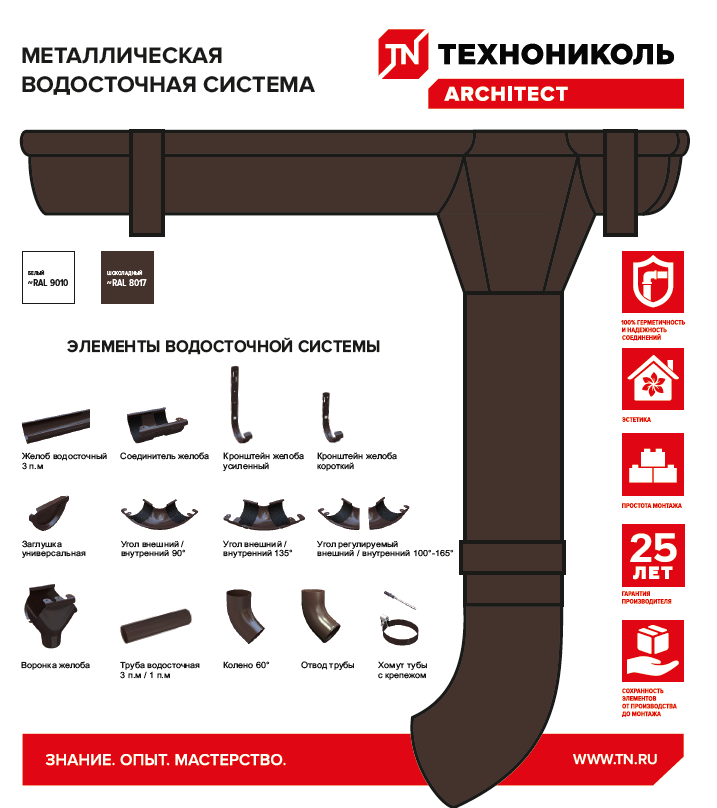 МЕТАЛЛИЧЕСКАЯ
ВОДОСТОЧНАЯ СИСТЕМА
TN ТЕХНОНИКОЛЬ
ARCHITECT
БЕЛЫЙ
~RAL 9010
ШОКОЛАДНЫЙ
~RAL 8017
100% ГЕРМЕТИЧНОСТЬ
И НАДЕЖНОСТЬ
СОЕДИНЕНИЙ
ЭЛЕМЕНТЫ ВОДОСТОЧНОЙ СИСТЕМЫ
ЭСТЕТИКА
Желоб водосточный
3 п.м
Соединитель желоба
Кронштейн желоба
усиленный
Кронштейн желоба
короткий
ПРОСТОТА МОНТАЖА
Заглушка
универсальная
Угол внешний /
внутренний 90°
Угол внешний /
внутренний 135°
Угол регулируемый
внешний / внутренний 100°-165°
25
ЛЕТ
ГАРАНТИЯ
ПРОИЗВОДИТЕЛЯ
Воронка желоба
Труба водосточная
3 п.м / 1 п.м
Колено 60°
Отвод трубы
Хомут тубы
с крепежом
СОХРАННОСТЬ
ЭЛЕМЕНТОВ
ОТ ПРОИЗВОДСТВА
ДО МОНТАЖА
ЗНАНИЕ. ОПЫТ. МАСТЕРСТВО.
WWW.TN.RU